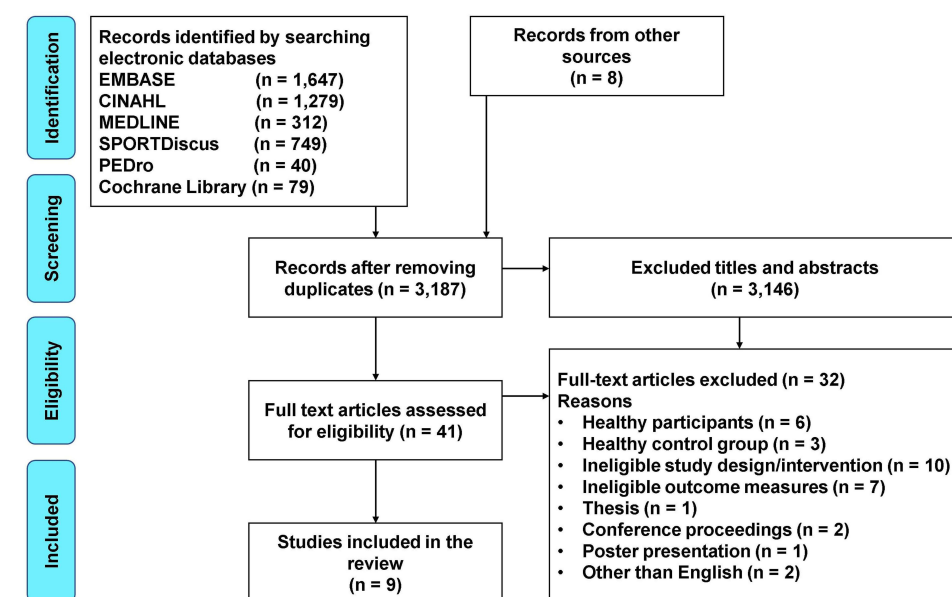 Identification
Records identified by searching
electronic databases
EMBASE (n = 1,647)
CINAHL (n = 1,279)
MEDLINE (n = 312)
SPORTDiscus (n = 749)
PEDro (n = 40)
Cochrane Library (n = 79)
Records from other
sources
(n = 8)
Screening
Records after removing
duplicates (n = 3,187)
Excluded titles and abstracts
(n = 3,146)
Eligibility
Full text articles assessed
for eligibility (n = 41)
Full-text articles excluded (n = 32)
Reasons
• Healthy participants (n = 6)
• Healthy control group (n = 3)
• Ineligible study design/intervention (n = 10)
• Ineligible outcome measures (n = 7)
• Thesis (n = 1)
• Conference proceedings (n = 2)
• Poster presentation (n = 1)
• Other than English (n = 2)
Included
Studies included in the
review
(n = 9)